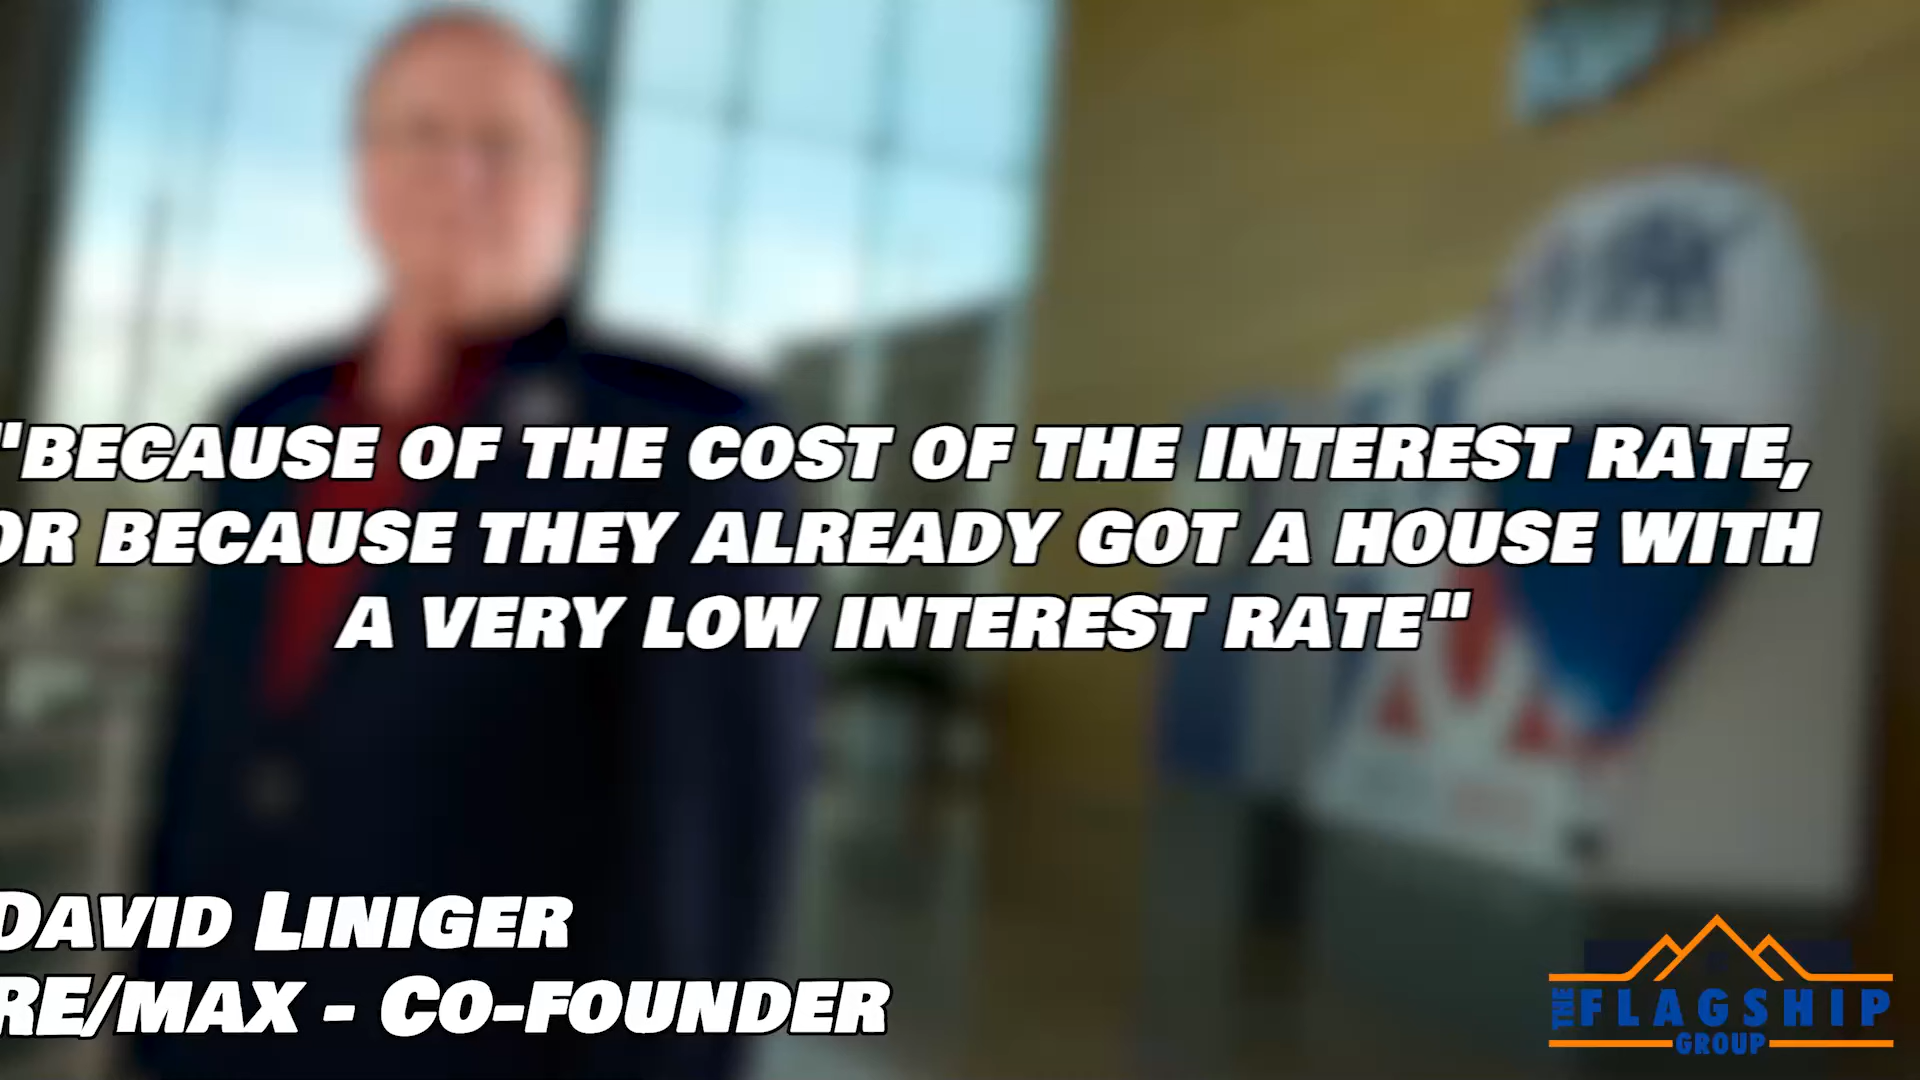 "BECAUSE OF THE COST OF THE INTEREST RATE,
OR BECAUSE THEY ALREADY GOT A HOUSE WITH
A VERY LOW INTEREST RATE"
DAVID LINIGER
RE/MAX - CO-FOUNDER
THE FLAGSHIP
GROUP